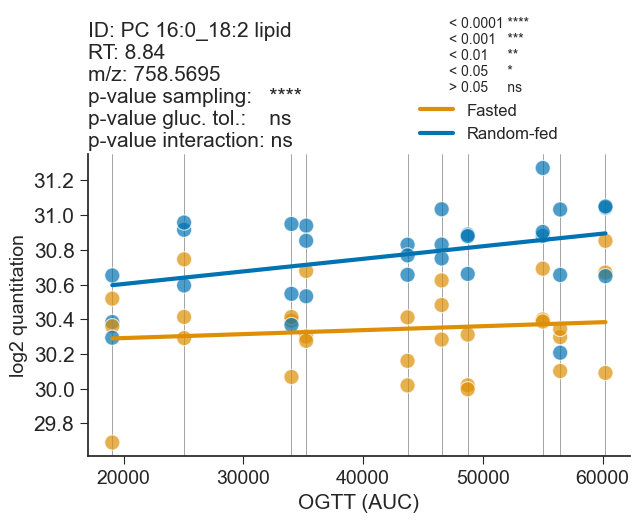 ID: PC 16:0_18:2 lipid
RT: 8.84
m/z: 758.5695
p-value sampling: ****
p-value gluc. tol.: ns
p-value interaction: ns
< 0.0001 ****
< 0.001 ***
< 0.01 **
< 0.05 *
> 0.05 ns
Fasted
Random-fed
log2 quantitation
31.2
31.0
30.8
30.6
30.4
30.2
30.0
29.8
20000 30000 40000 50000 60000
OGTT (AUC)